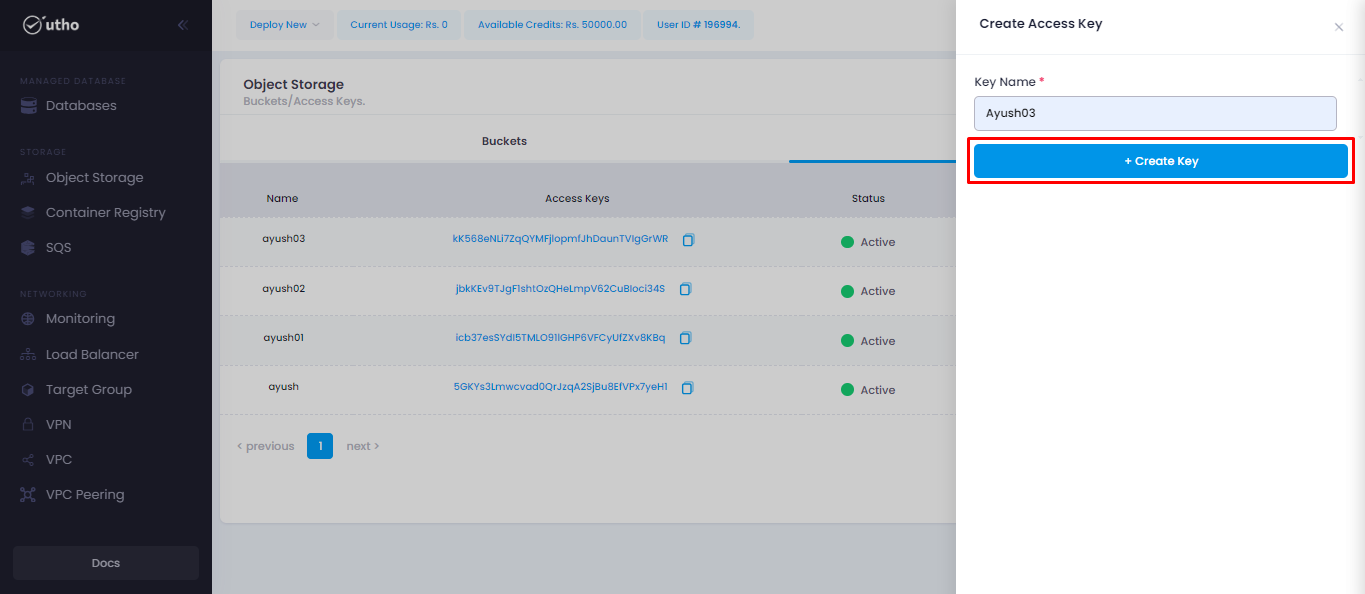 utho
Deploy New
Current Usage: Rs. 0
Available Credits: Rs. 50000.00
User ID # 196994.
MANAGED DATABASE
Databases
STORAGE
Object Storage
Container Registry
SQS
NETWORKING
Monitoring
Load Balancer
Target Group
VPN
VPC
VPC Peering
Docs
Object Storage
Buckets/Access Keys.
Buckets
Name Access Keys Status
ayush03 kK568eNLi7ZqQYMFjlopmfJhDaunTVIgGrWR Active
ayush02 jbkKEv9TJgF1shtOzQHeLmpV62CuBIoci34S Active
ayush01 icb37esSYdI5TMLO91lGHP6VFCyUfZXv8KBq Active
ayush 5GKYs3Lmwcvad0QrJzqA2SjBu8EfVPx7yeH1 Active
< previous 1 next >
Create Access Key
Key Name *
Ayush03
+ Create Key